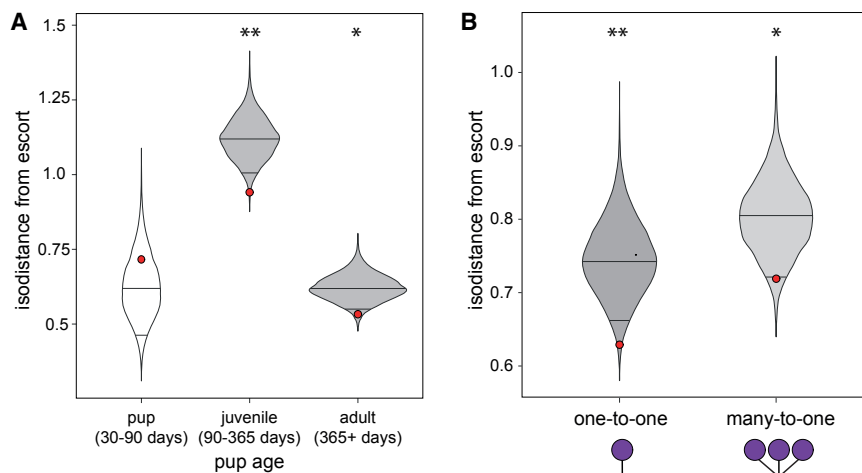 A
1.5
1.25
1.0
0.75
0.5
isodistance from escort
** *
pup juvenile adult
(30-90 days) (90-365 days) (365+ days)
pup age
B
1.0
0.9
0.8
0.7
0.6
isodistance from escort
** *
one-to-one many-to-one